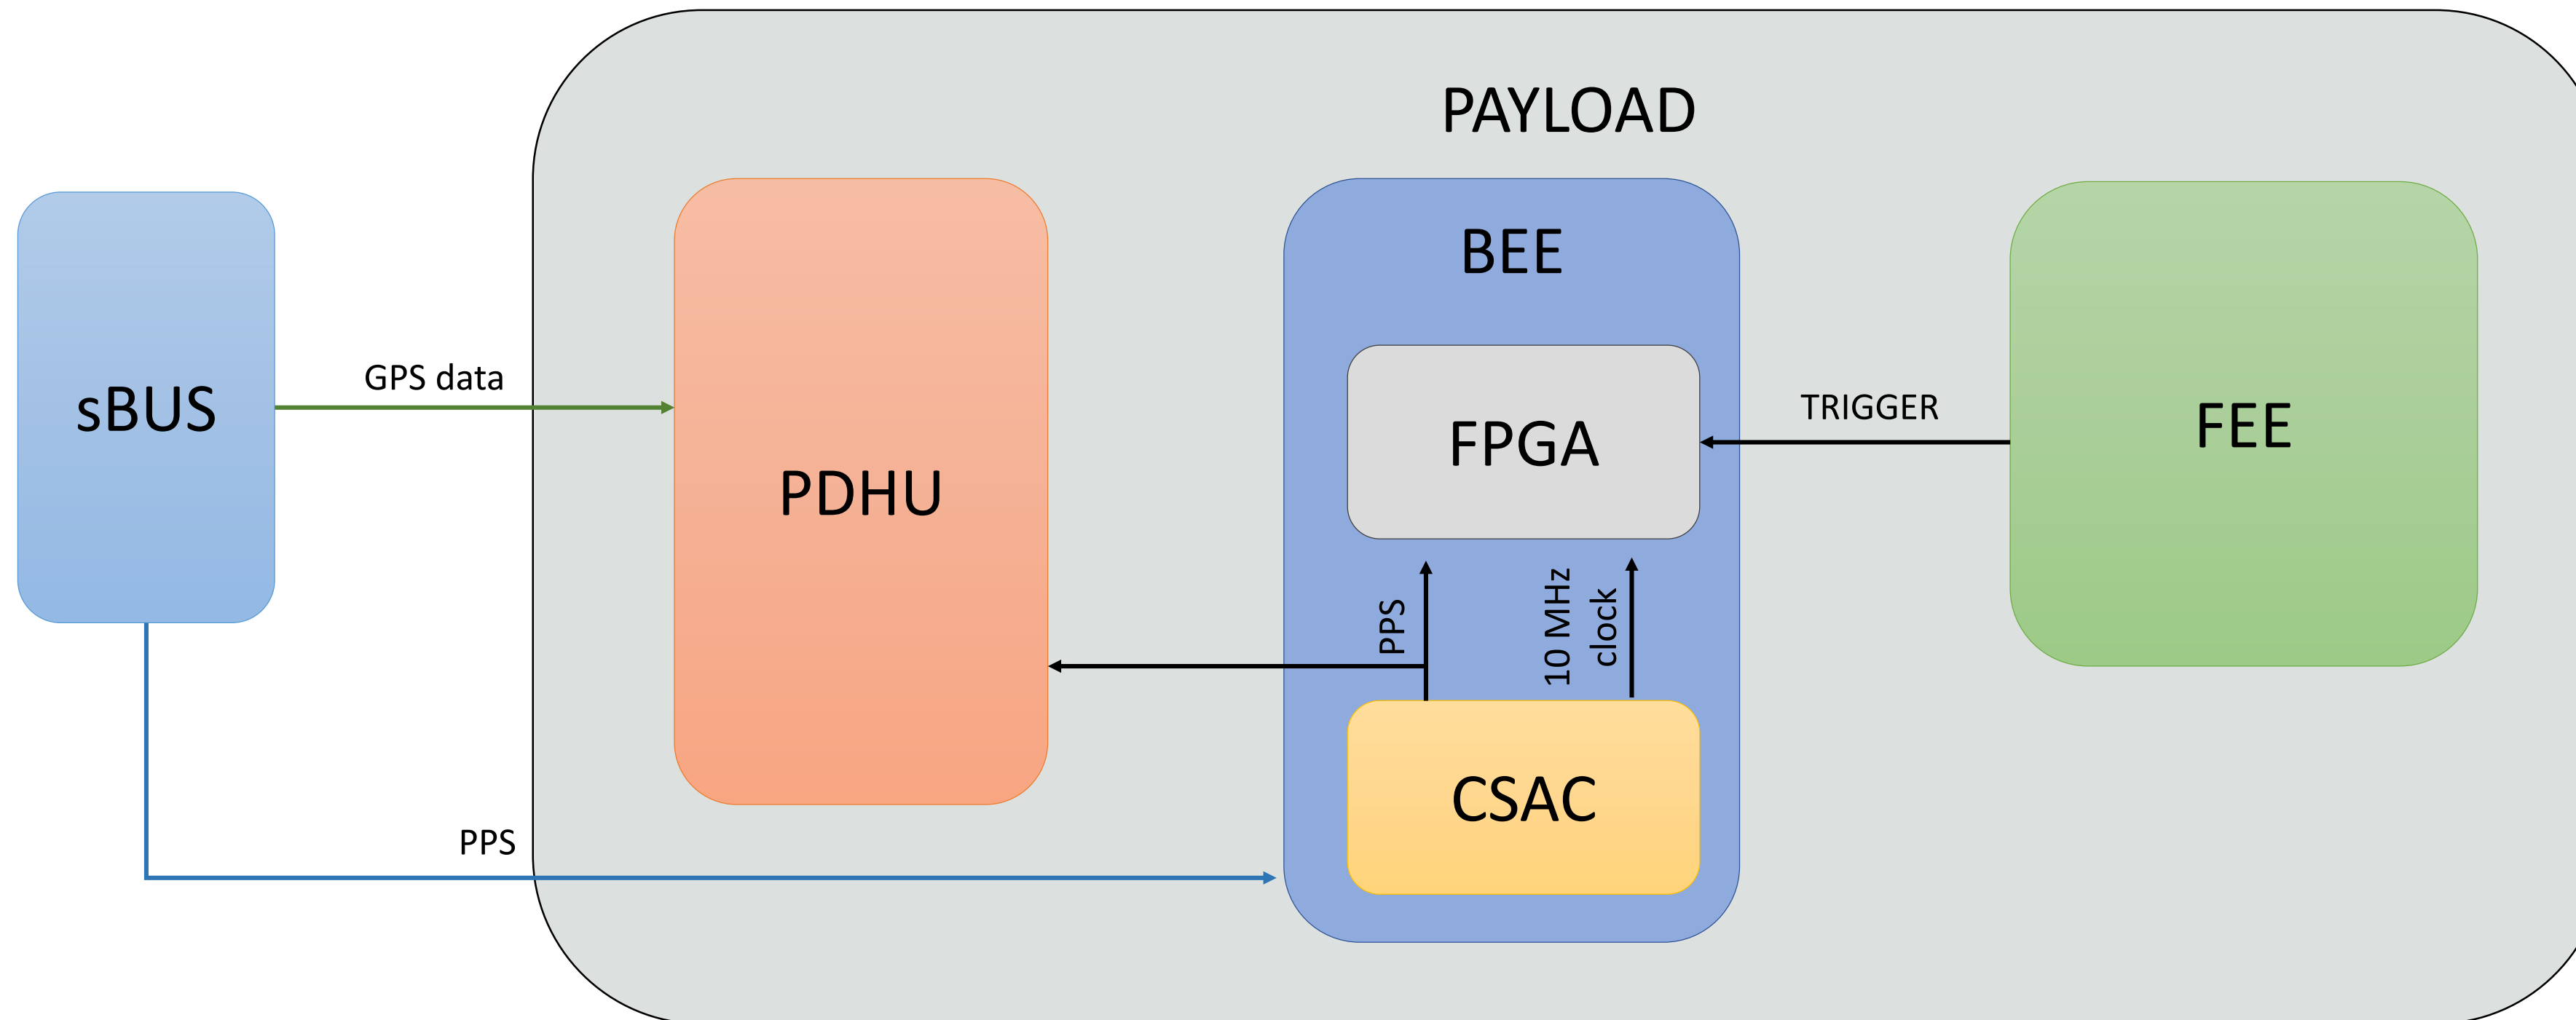 PAYLOAD
BEE
sBUS
GPS data
PDHU
FPGA
TRIGGER
FEE
PPS
10 MHz
clock
CSAC
PPS